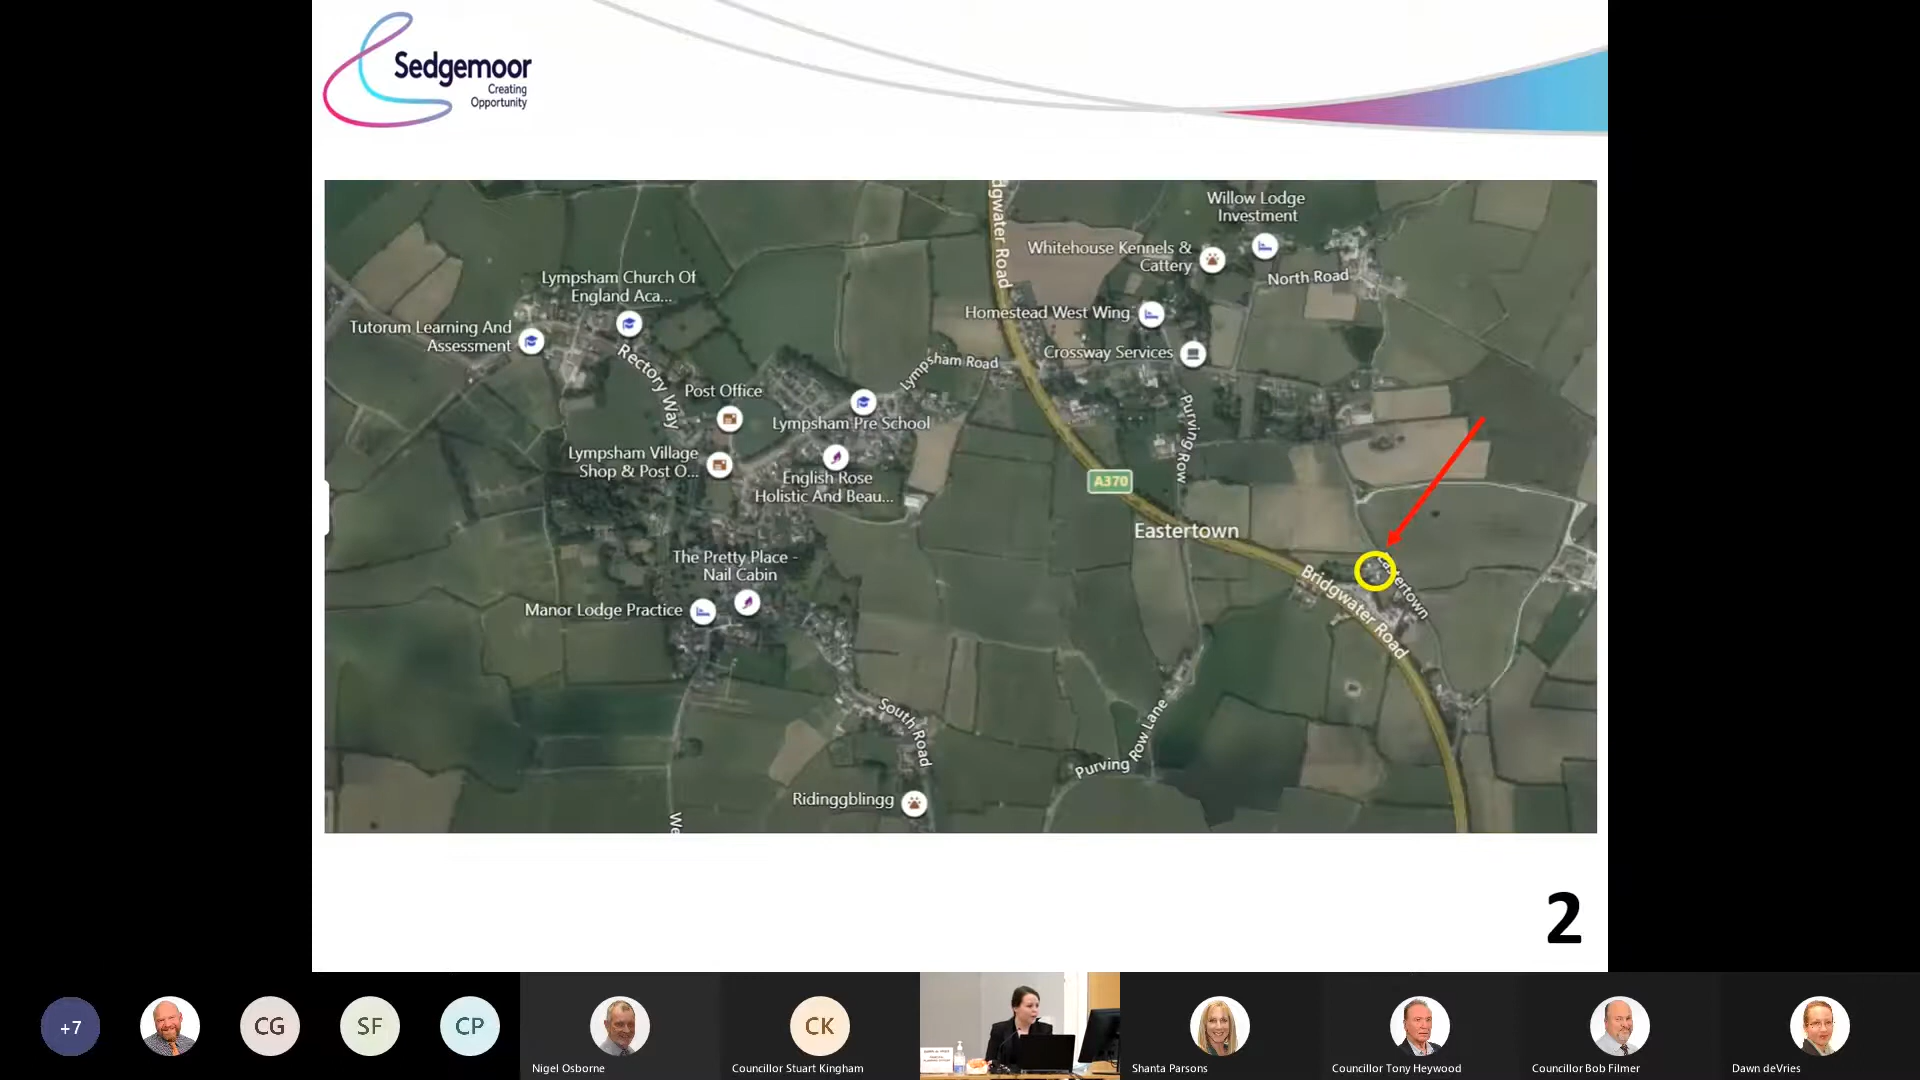 Sedgemoor
Creating
Opportunity
dgwater Road
Willow Lodge
Investment
Whitehouse Kennels &
Cattery
North Road
Lympsham Church Of
England Aca...
Tutorum Learning And
Assessment
Homestead West Wing
Rectory Way
Crossway Services
Lympsham Road
Post Office
Lympsham Pre School
Purving Row
Lympsham Village
Shop & Post O...
English Rose
Holistic And Beau...
A370
Eastertown
The Pretty Place -
Nail Cabin
Bridgwater Road
Manor Lodge Practice
South Road
Purving Row Lane
Ridinggblingg
We
2
+7
CG
SF
CP
CK
Nigel Osborne
Councillor Stuart Kingham
Shanta Parsons
Councillor Tony Heywood
Councillor Bob Filmer
Dawn deVries